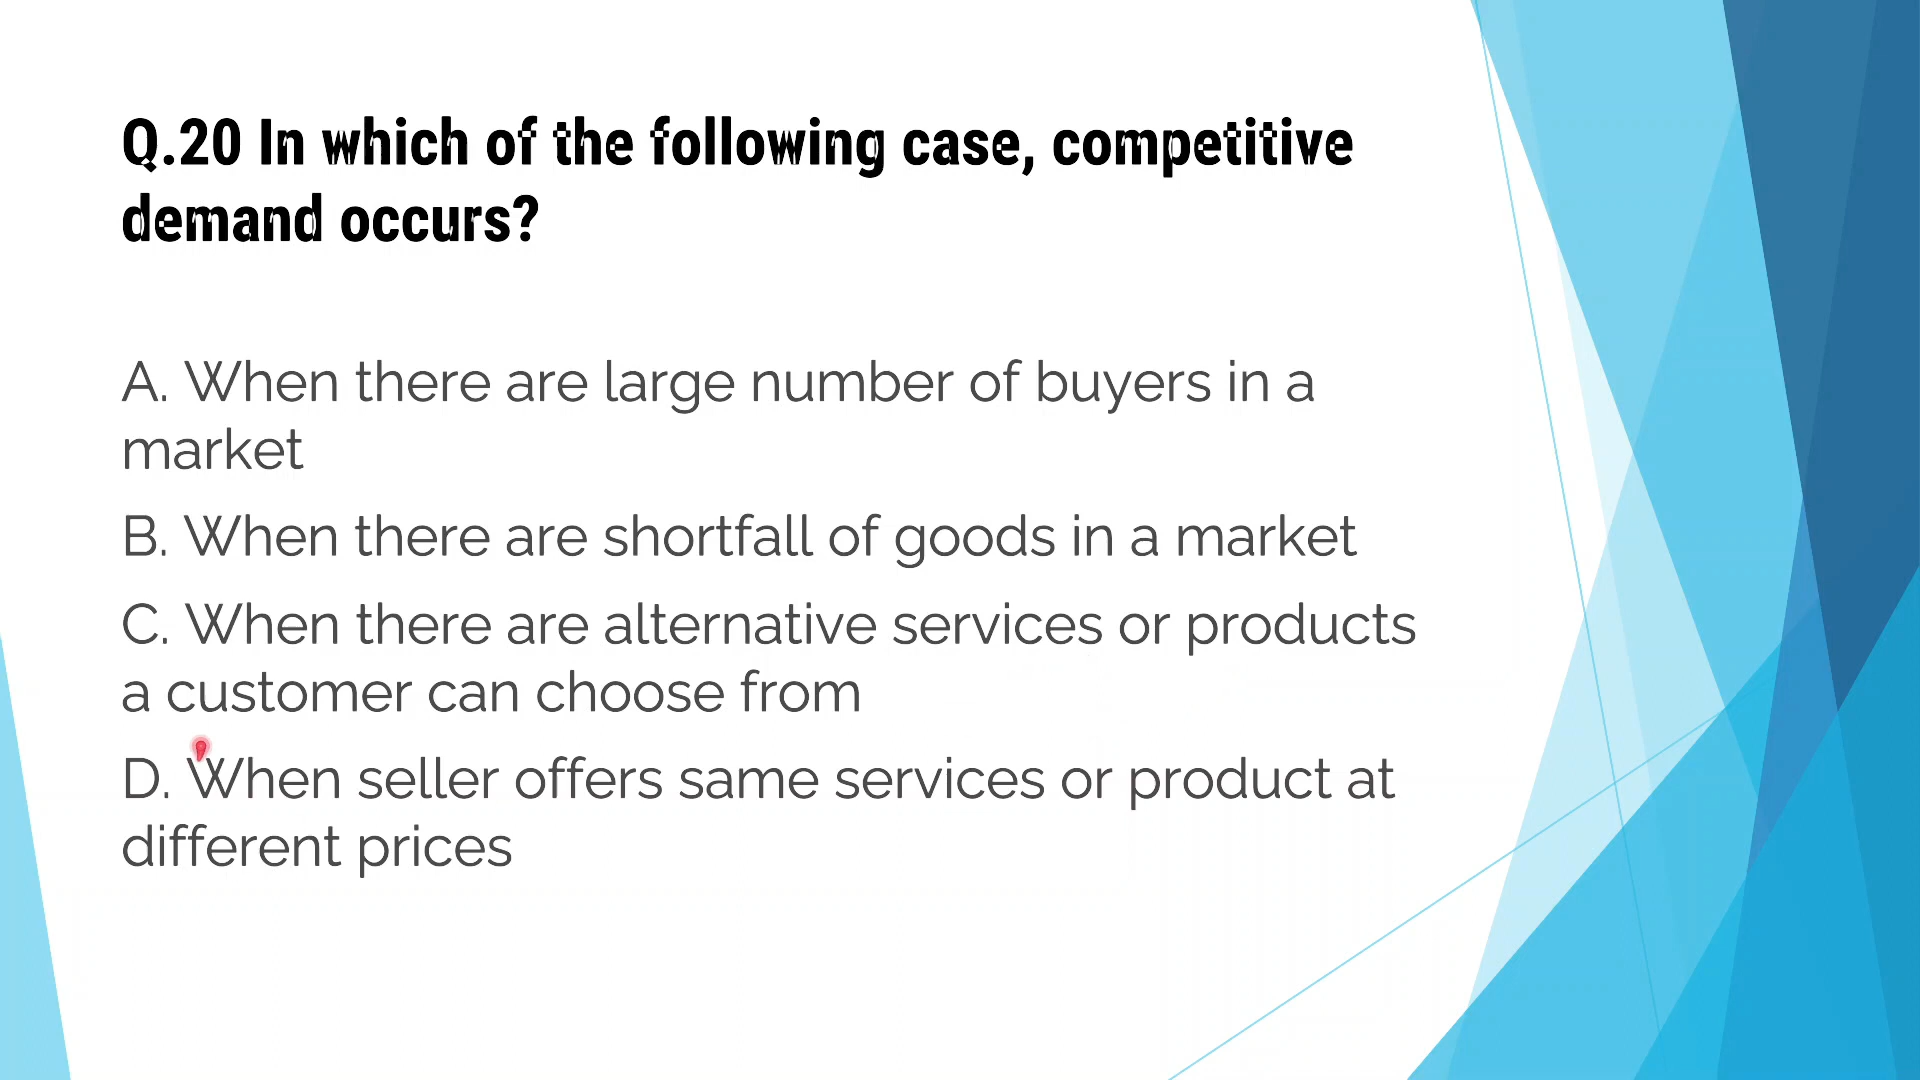 Q.20 In which of the following case, competitive
demand occurs?
A. When there are large number of buyers in a
market
B. When there are shortfall of goods in a market
C. When there are alternative services or products
a customer can choose from
D. When seller offers same services or product at
different prices